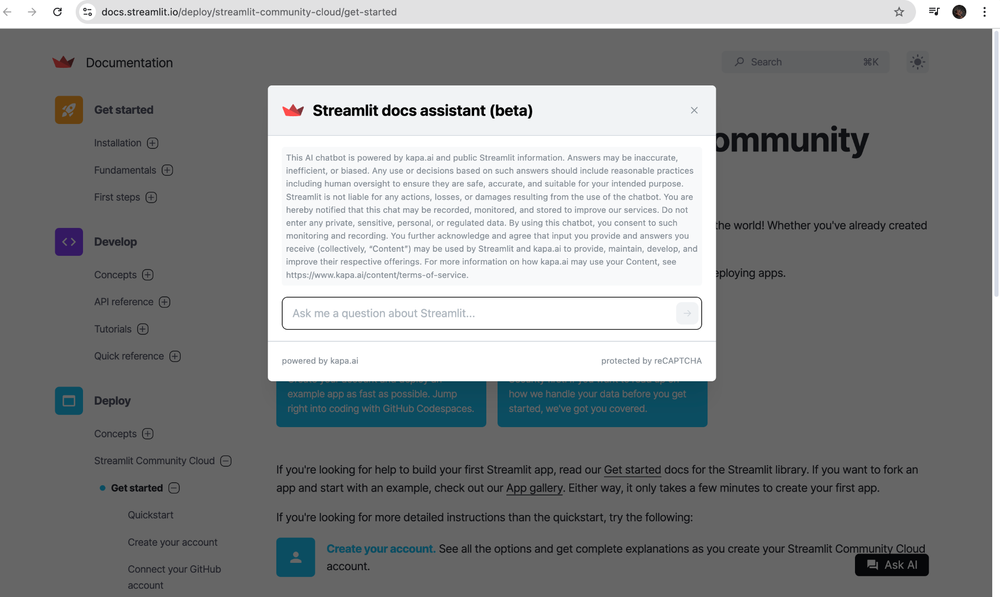 docs.streamlit.io/deploy/streamlit-community-cloud/get-started
Documentation
Search
⌘K
Get started
Installation
Fundamentals
First steps
Develop
Concepts
API reference
Tutorials
Quick reference
Deploy
Concepts
Streamlit Community Cloud
Get started
Quickstart
Create your account
Connect your GitHub
account
ommunity
the world! Whether you've already created
eploying apps.
Streamlit docs assistant (beta)
This AI chatbot is powered by kapa.ai and public Streamlit information. Answers may be inaccurate,
inefficient, or biased. Any use or decisions based on such answers should include reasonable practices
including human oversight to ensure they are safe, accurate, and suitable for your intended purpose.
Streamlit is not liable for any actions, losses, or damages resulting from the use of the chatbot. You are
hereby notified that this chat may be recorded, monitored, and stored to improve our services. Do not
enter any private, sensitive, personal, or regulated data. By using this chatbot, you consent to such
monitoring and recording. You further acknowledge and agree that input you provide and answers you
receive (collectively, “Content”) may be used by Streamlit and kapa.ai to provide, maintain, develop, and
improve their respective offerings. For more information on how kapa.ai may use your Content, see
https://www.kapa.ai/content/terms-of-service.
Ask me a question about Streamlit...
powered by kapa.ai
protected by reCAPTCHA
example app as fast as possible. Jump
right into coding with GitHub Codespaces.
how we handle your data before you get
started, we've got you covered.
If you're looking for help to build your first Streamlit app, read our Get started docs for the Streamlit library. If you want to fork an
app and start with an example, check out our App gallery. Either way, it only takes a few minutes to create your first app.
If you're looking for more detailed instructions than the quickstart, try the following:
Create your account. See all the options and get complete explanations as you create your Streamlit Community Cloud
account.
Ask AI